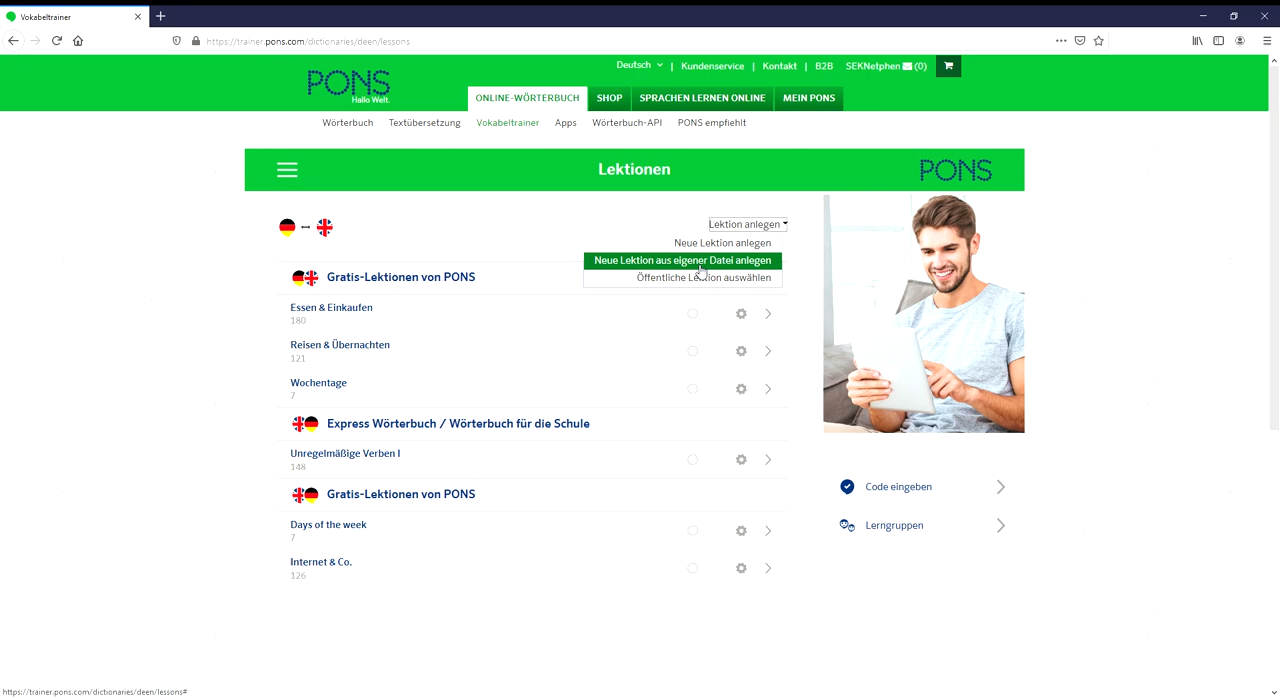 Vokabeltrainer
https://trainer.pons.com/dictionaries/deen/lessons
Deutsch | Kundenservice | Kontakt | B2B SEKNetphen (0)
PONS
Hallo Welt.
ONLINE-WÖRTERBUCH SHOP SPRACHEN LERNEN ONLINE MEIN PONS
Wörterbuch Textübersetzung Vokabeltrainer Apps Wörterbuch-API PONS empfiehlt
Lektionen PONS
Lektion anlegen
Neue Lektion anlegen
Neue Lektion aus eigener Datei anlegen
Öffentliche Lektion auswählen
Gratis-Lektionen von PONS
Essen & Einkaufen
180
Reisen & Übernachten
121
Wochentage
7
Express Wörterbuch / Wörterbuch für die Schule
Unregelmäßige Verben I
148
Gratis-Lektionen von PONS
Days of the week
7
Internet & Co.
126
Code eingeben
Lerngruppen
https://trainer.pons.com/dictionaries/deen/lessons#